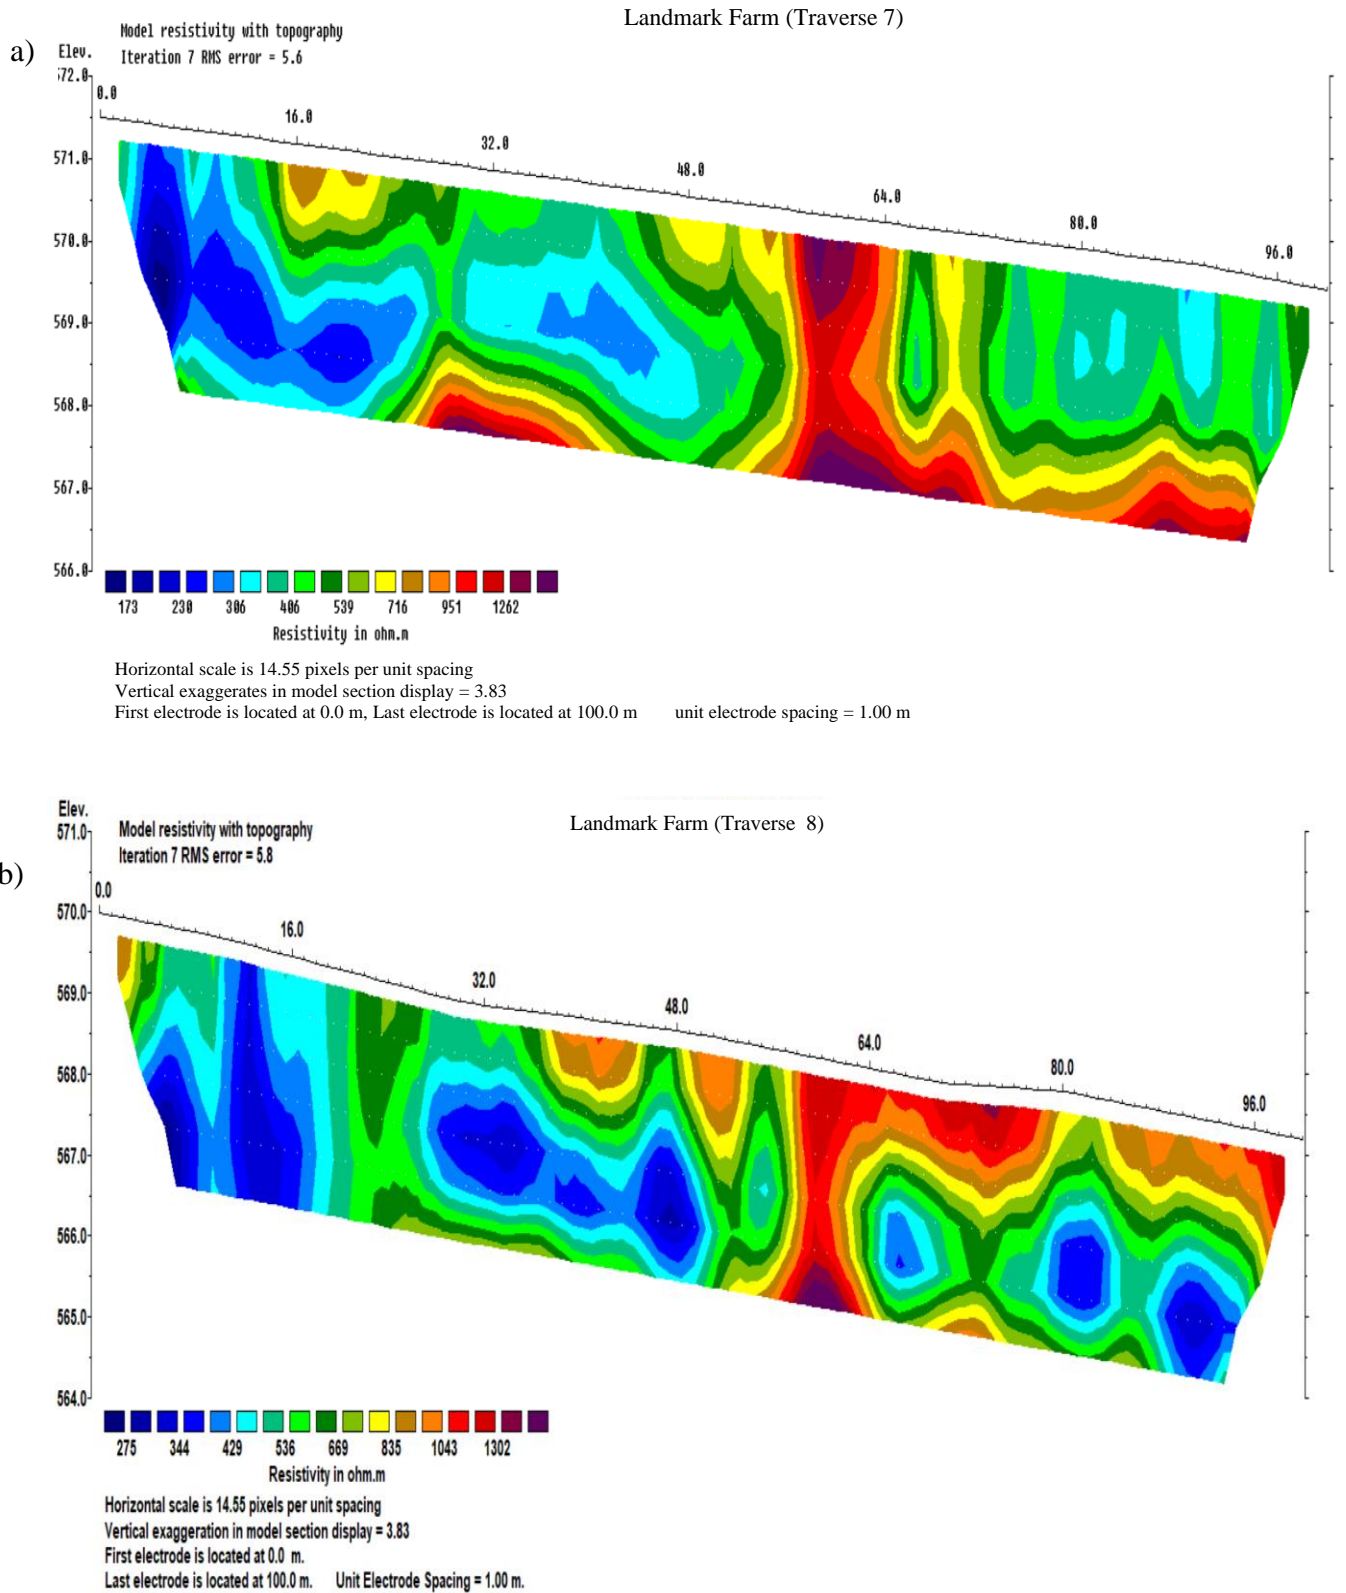 Landmark Farm (Traverse 7)
a)
Model resistivity with topography
Elev.
Iteration 7 RMS error = 5.6
572.0
0.0
16.0
571.0
32.0
48.0
64.0
570.0
80.0
96.0
569.0
568.0
567.0
566.0
173 230 306 406 539 716 951 1262
Resistivity in ohm.m
Horizontal scale is 14.55 pixels per unit spacing
Vertical exaggerates in model section display = 3.83
First electrode is located at 0.0 m, Last electrode is located at 100.0 m unit electrode spacing = 1.00 m
Elev.
571.0
Model resistivity with topography
Landmark Farm (Traverse 8)
Iteration 7 RMS error = 5.8
b)
0.0
570.0
16.0
32.0
569.0
48.0
64.0
568.0
80.0
96.0
567.0
566.0
565.0
564.0
275 344 429 536 669 835 1043 1302
Resistivity in ohm.m
Horizontal scale is 14.55 pixels per unit spacing
Vertical exaggeration in model section display = 3.83
First electrode is located at 0.0 m.
Last electrode is located at 100.0 m. Unit Electrode Spacing = 1.00 m.